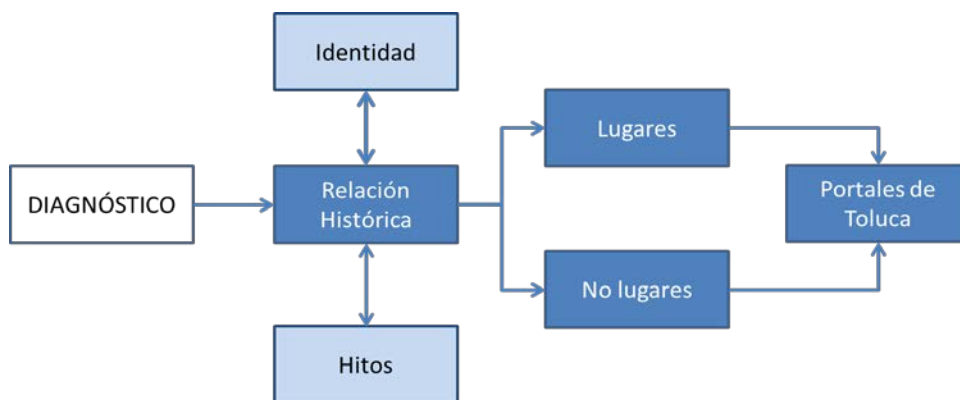 Identidad
Lugares
DIAGNÓSTICO
Relación
Histórica
Portales de
Toluca
No lugares
Hitos